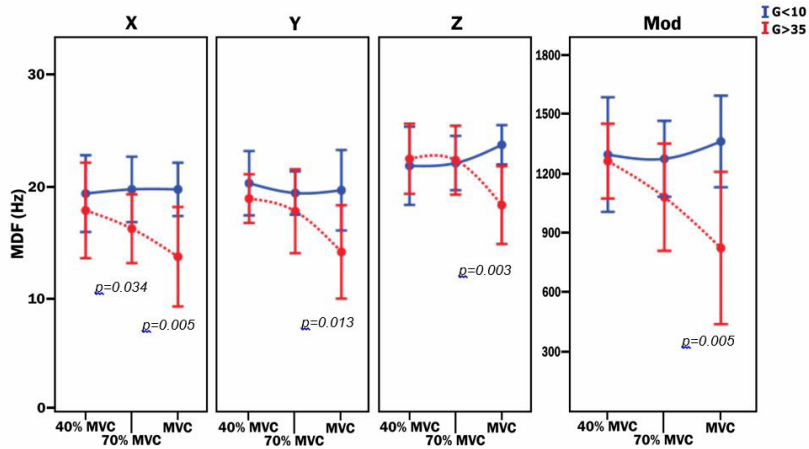 X
Y
Z
Mod
G<10
G>35
MDF (Hz)
30
20
10
0
1800
1500
1200
900
600
300
p=0.034
p=0.005
p=0.013
p=0.003
p=0.005
40% MVC
70% MVC
MVC
40% MVC
70% MVC
MVC
40% MVC
70% MVC
MVC
40% MVC
70% MVC
MVC